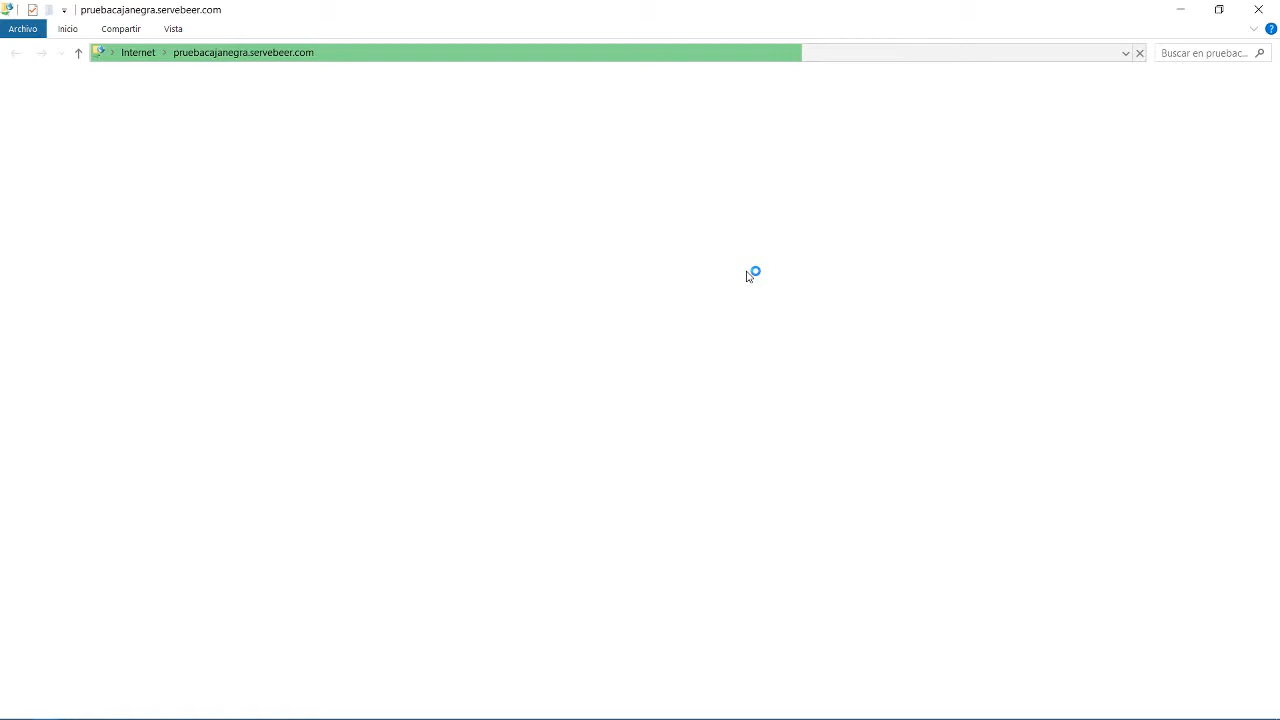 pruebacajanegra.servebeer.com
Archivo Inicio Compartir Vista
Internet pruebacajanegra.servebeer.com Buscar en pruebac...